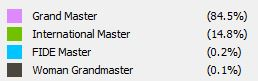 Grand Master (84.5%)
International Master (14.8%)
FIDE Master (0.2%)
Woman Grandmaster (0.1%)